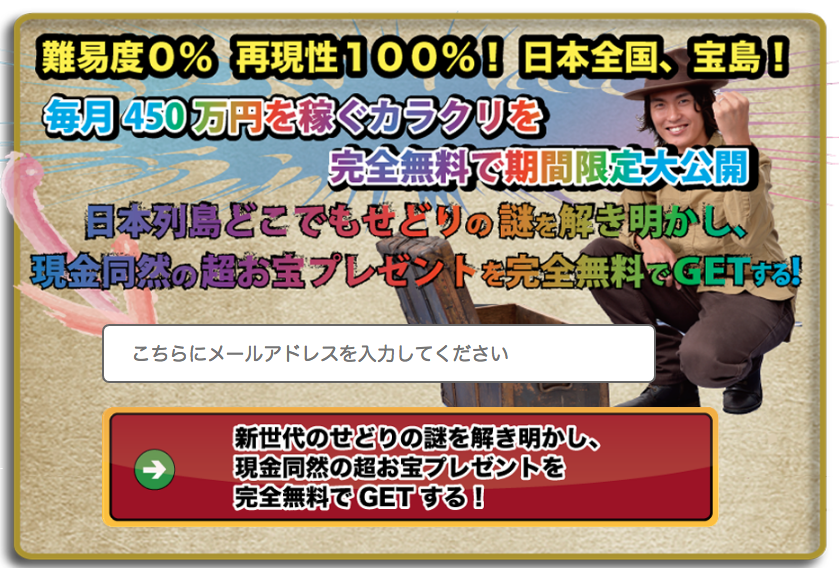 難易度０％ 再現性１００％！ 日本全国、宝島！
毎月450万円を稼ぐカラクリを
完全無料で期間限定大公開
日本列島どこでもせどりの謎を解き明かし、
現金同然の超お宝プレゼントを完全無料でGETする!
こちらにメールアドレスを入力してください
新世代のせどりの謎を解き明かし、
現金同然の超お宝プレゼントを
完全無料でGETする！